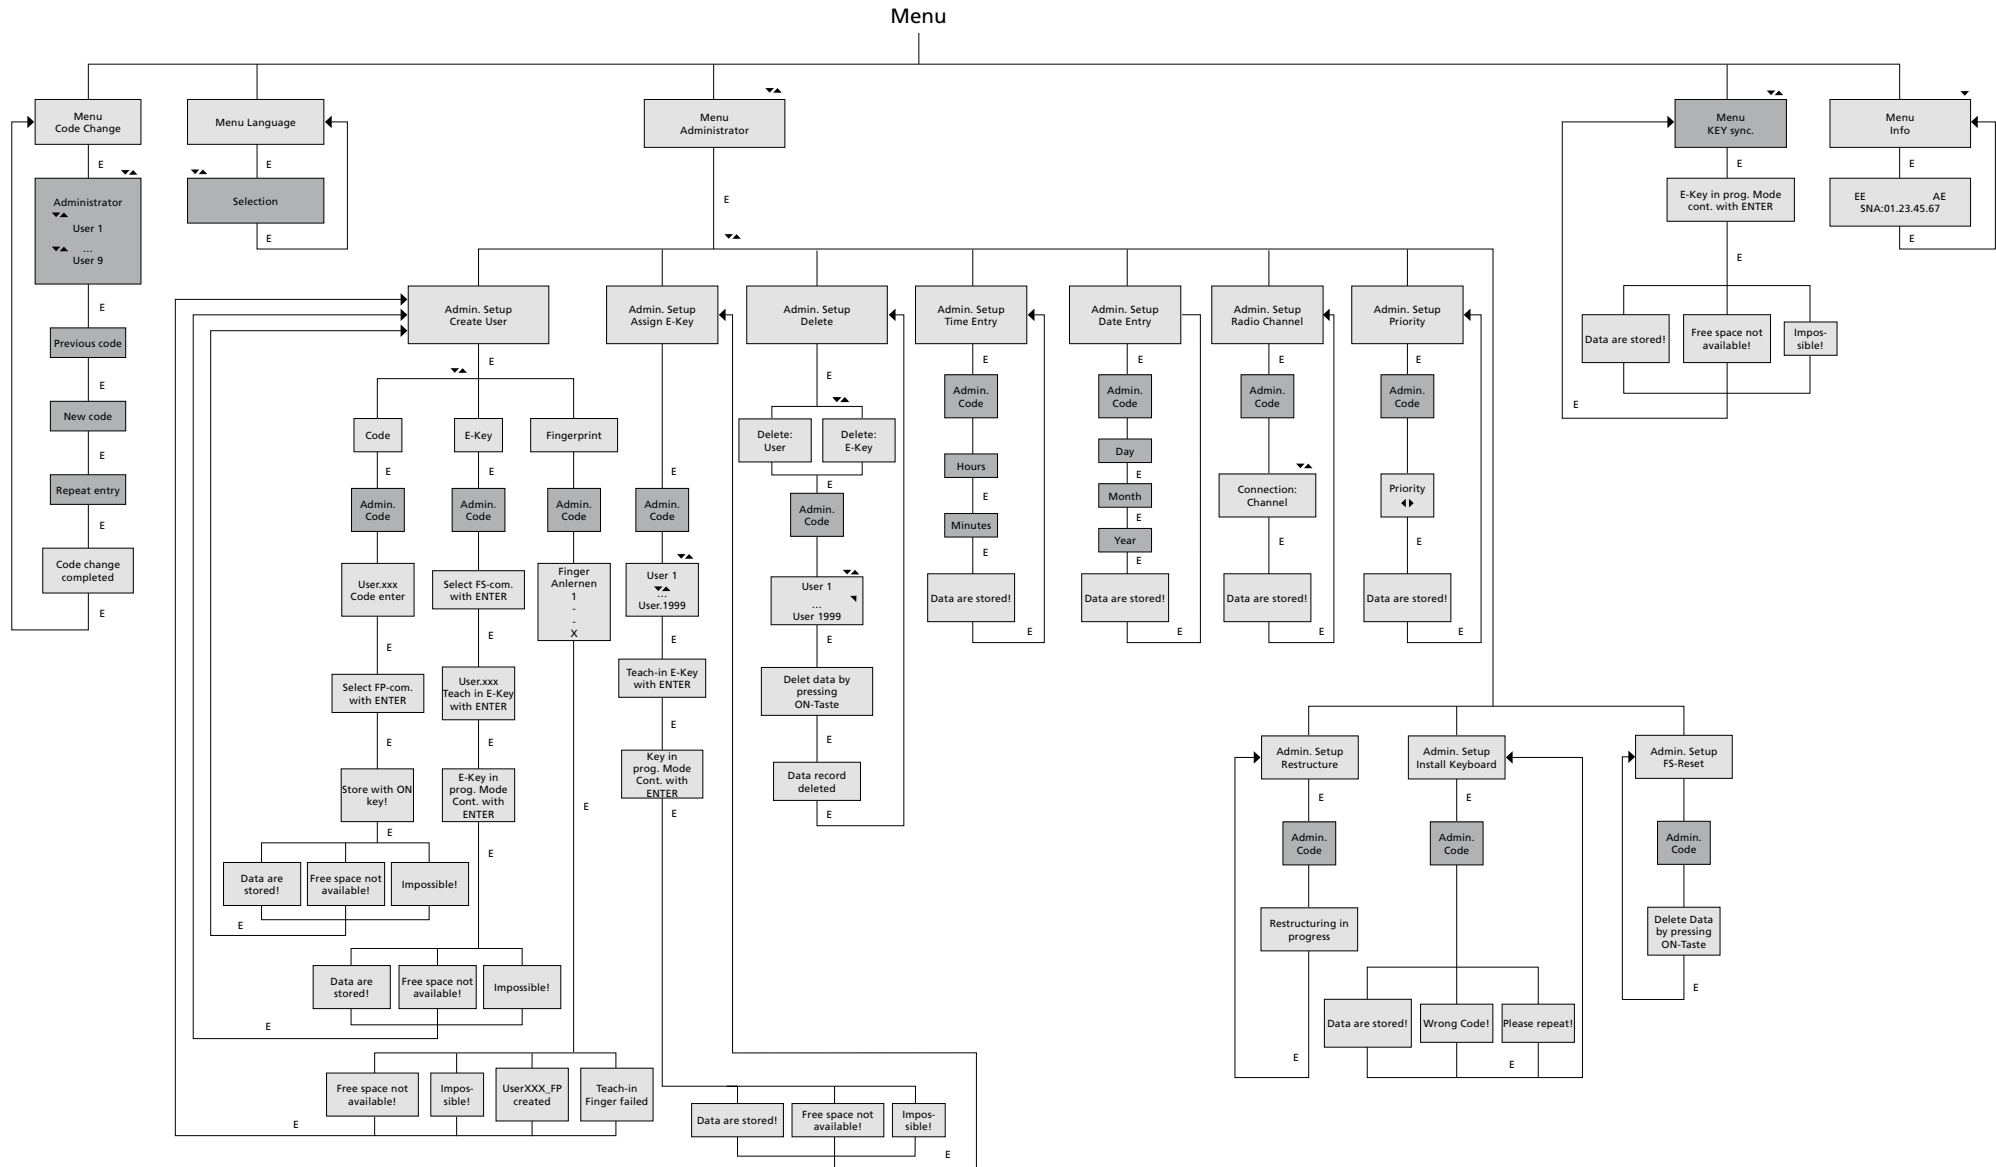 Menu
Menu
Code Change
E
Administrator
User 1
...
User 9
E
Previous code
E
New code
E
Repeat entry
E
Code change
completed
E
Menu Language
E
Selection
E
Menu
Administrator
E
Admin. Setup
Create User
E
Code
E
Admin.
Code
User.xxx
Code enter
E
Select FP-com.
with ENTER
E
Store with ON
key!
E
Data are
stored!
Free space not
available!
Impossible!
E
E-Key
E
Admin.
Code
Select FS-com.
with ENTER
E
User.xxx
Teach in E-Key
with ENTER
E
E-Key in
prog. Mode
Cont. with
ENTER
E
Data are
stored!
Free space not
available!
Impossible!
E
Fingerprint
E
Admin.
Code
Finger
Anlernen
1
-
-
X
E
Free space not
available!
Impos-
sible!
UserXXX_FP
created
Teach-in
Finger failed
E
Admin. Setup
Assign E-Key
E
Admin.
Code
User 1
...
User.1999
E
Teach-in E-Key
with ENTER
E
Key in
prog. Mode
Cont. with
ENTER
E
Data are stored!
Free space not
available!
Impos-
sible!
E
Admin. Setup
Delete
E
Delete:
User
Delete:
E-Key
E
Admin.
Code
User 1
...
User 1999
E
Delet data by
pressing
ON-Taste
E
Data record
deleted
E
Admin. Setup
Time Entry
E
Admin.
Code
Hours
E
Minutes
E
Data are stored!
E
Admin. Setup
Date Entry
E
Admin.
Code
Day
E
Month
E
Year
E
Data are stored!
E
Admin. Setup
Radio Channel
E
Admin.
Code
Connection:
Channel
E
Data are stored!
E
Admin. Setup
Priority
E
Admin.
Code
Priority
E
Data are stored!
E
Admin. Setup
Restructure
E
Admin.
Code
Restructuring in
progress
E
Admin. Setup
Install Keyboard
E
Admin.
Code
Data are stored!
Wrong Code!
Please repeat!
E
Admin. Setup
FS-Reset
Admin.
Code
Delete Data
by pressing
ON-Taste
E
Menu
KEY sync.
E
E-Key in prog. Mode
cont. with ENTER
E
Data are stored!
Free space not
available!
Impos-
sible!
E
Menu
Info
E
EE AE
SNA:01.23.45.67
E